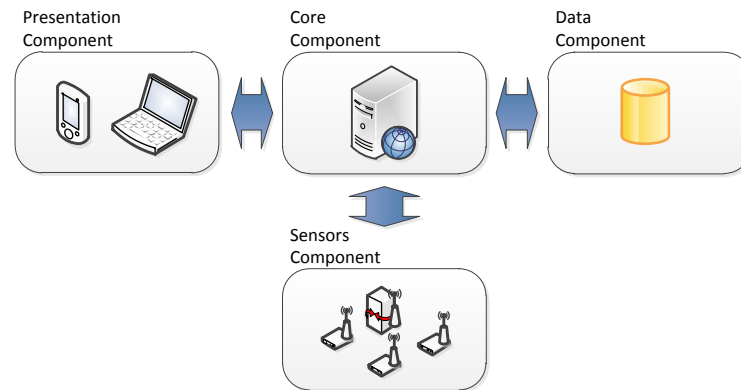 Presentation
Component
Core
Component
Data
Component
Sensors
Component